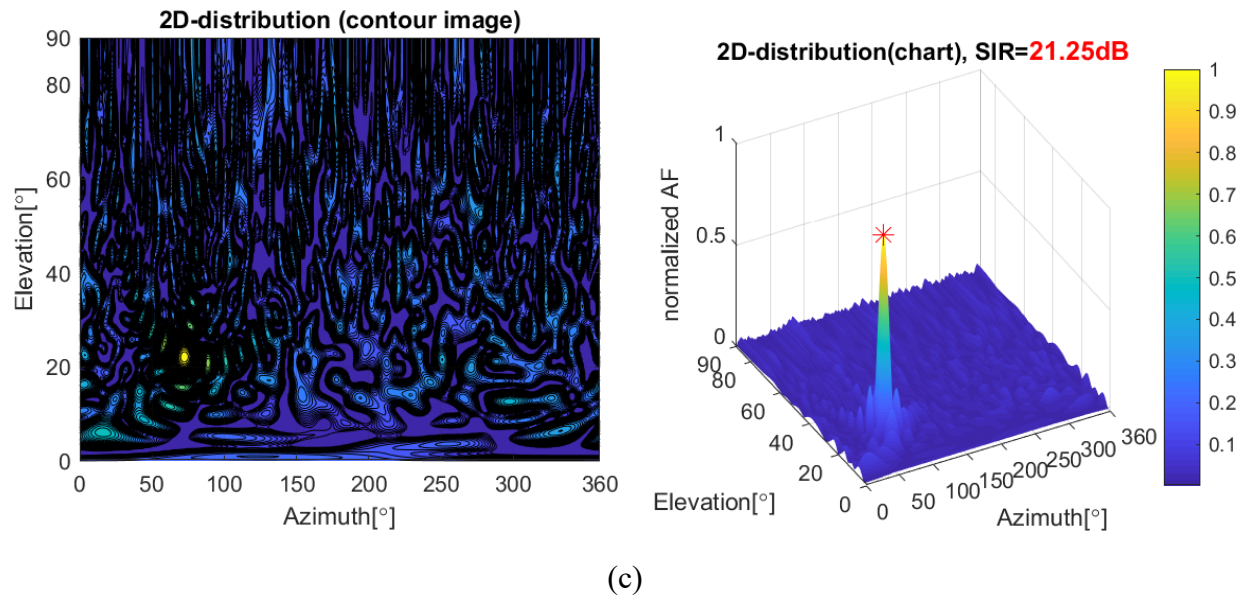 2D-distribution (contour image)
90
80
60
40
20
0
Elevation[°]
0 50 100 150 200 250 300 360
Azimuth[°]
2D-distribution(chart), SIR=21.25dB
1
0.5
0
normalized AF
90
80
60
40
20
0
Elevation[°]
0 50 100 150 200 250 300 360
Azimuth[°]
1
0.9
0.8
0.7
0.6
0.5
0.4
0.3
0.2
0.1
(c)